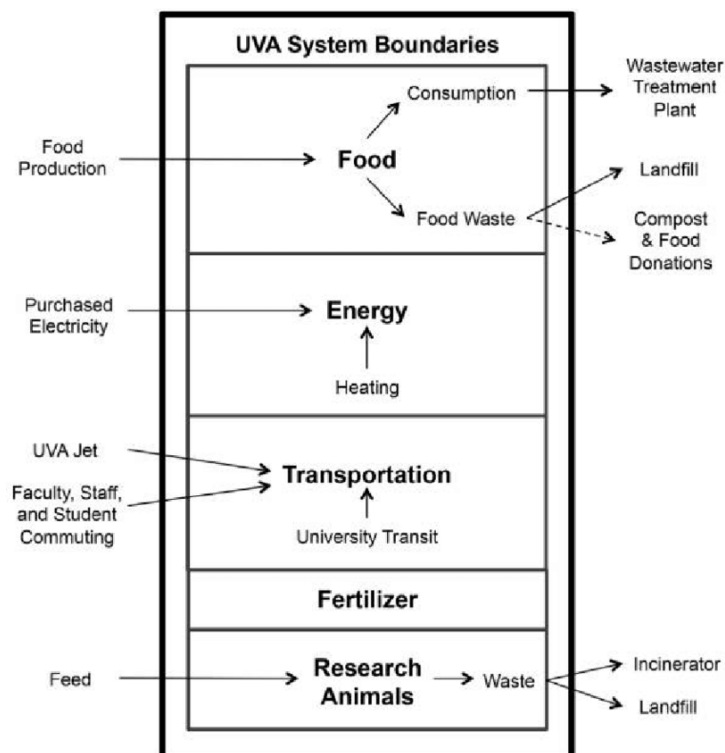 UVA System Boundaries
Consumption
Wastewater
Treatment
Plant
Food
Production
Food
Landfill
Food Waste
Compost
& Food
Donations
Purchased
Electricity
Energy
Heating
UVA Jet
Transportation
Faculty, Staff,
and Student
Commuting
University Transit
Fertilizer
Feed
Research
Animals
Waste
Incinerator
Landfill